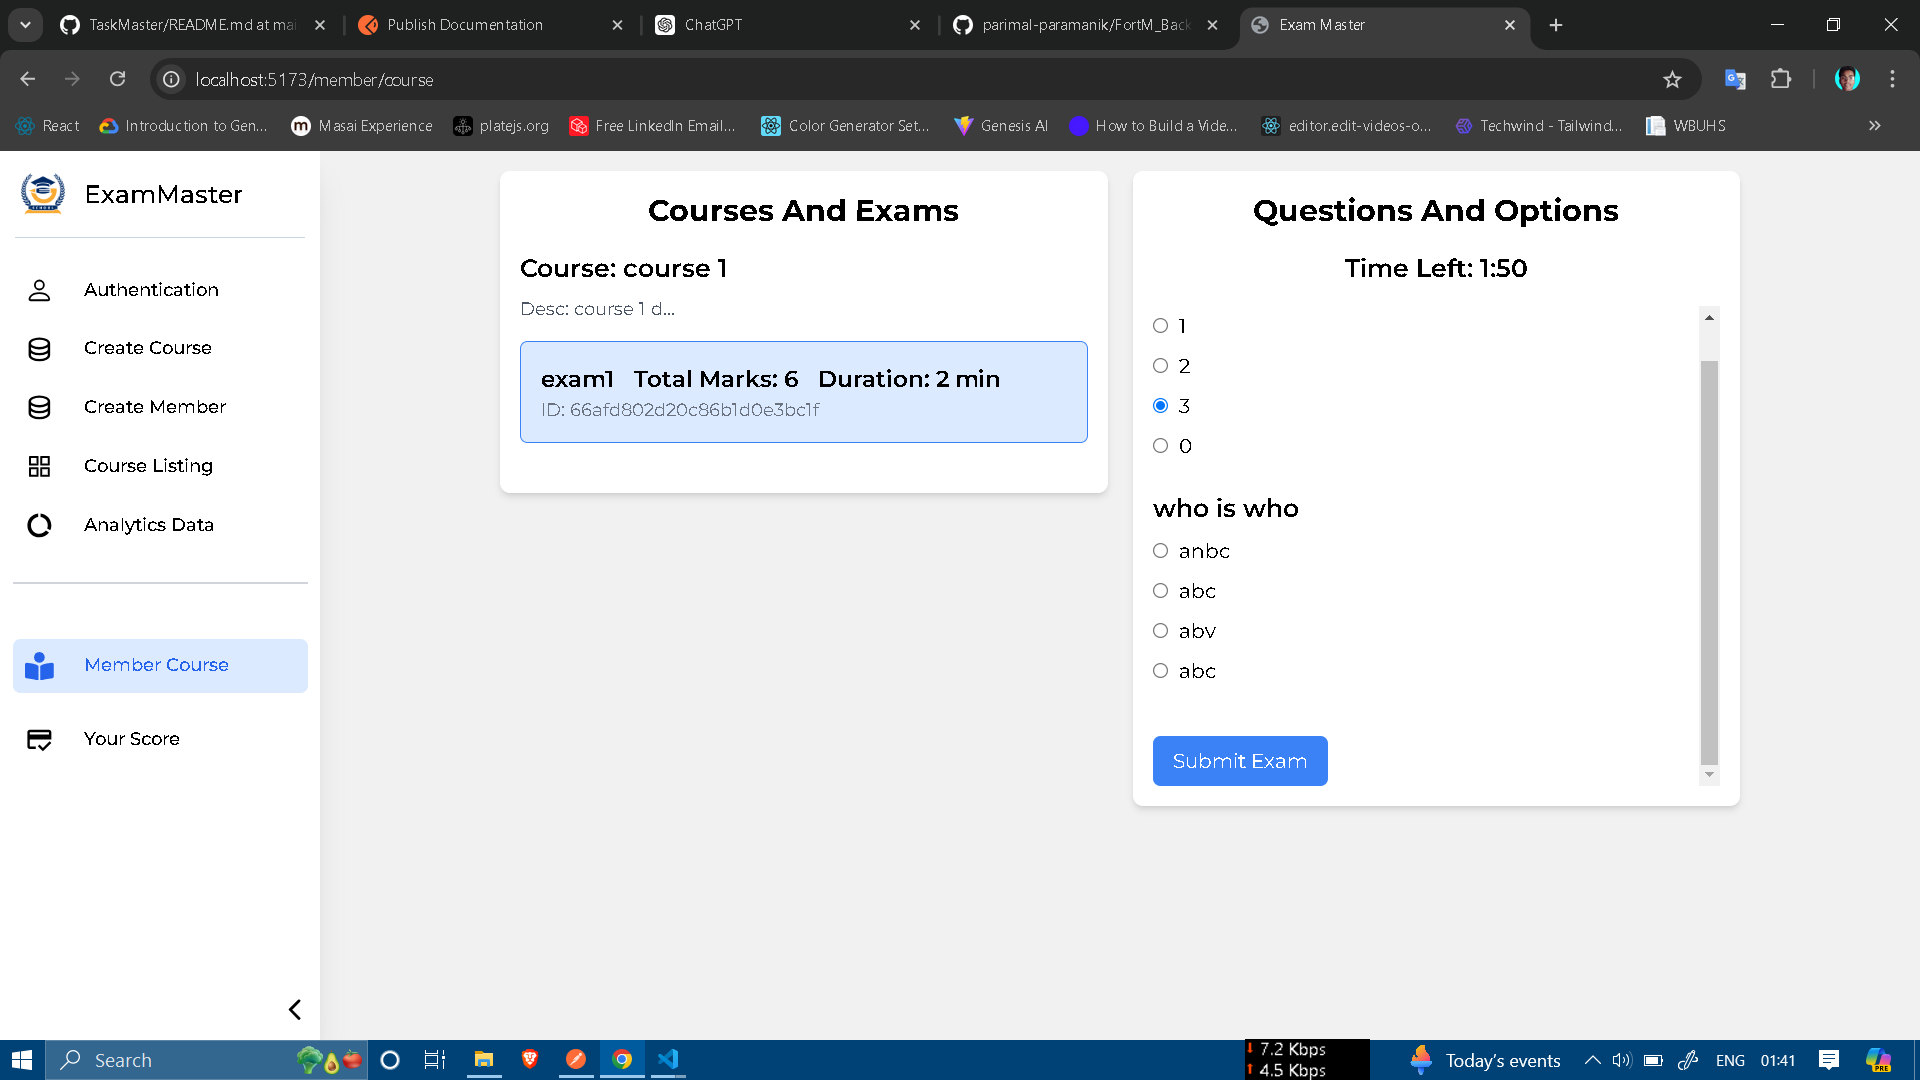 TaskMaster/README.md at mai
Publish Documentation
ChatGPT
parimal-paramanik/FortM_Back
Exam Master
localhost:5173/member/course
React
Introduction to Gen...
Masai Experience
platejs.org
Free LinkedIn Email...
Color Generator Set...
Genesis AI
How to Build a Vide...
editor.edit-videos-o...
Techwind - Tailwind...
WBUHS
ExamMaster
Authentication
Create Course
Create Member
Course Listing
Analytics Data
Member Course
Your Score
Courses And Exams
Course: course 1
Desc: course 1 d...
exam1 Total Marks: 6 Duration: 2 min
ID: 66afd802d20c86b1d0e3bc1f
Questions And Options
Time Left: 1:50
1
2
3
0
who is who
anbc
abc
abv
abc
Submit Exam
Search
7.2 Kbps
4.5 Kbps
Today's events
ENG
01:41
PRE